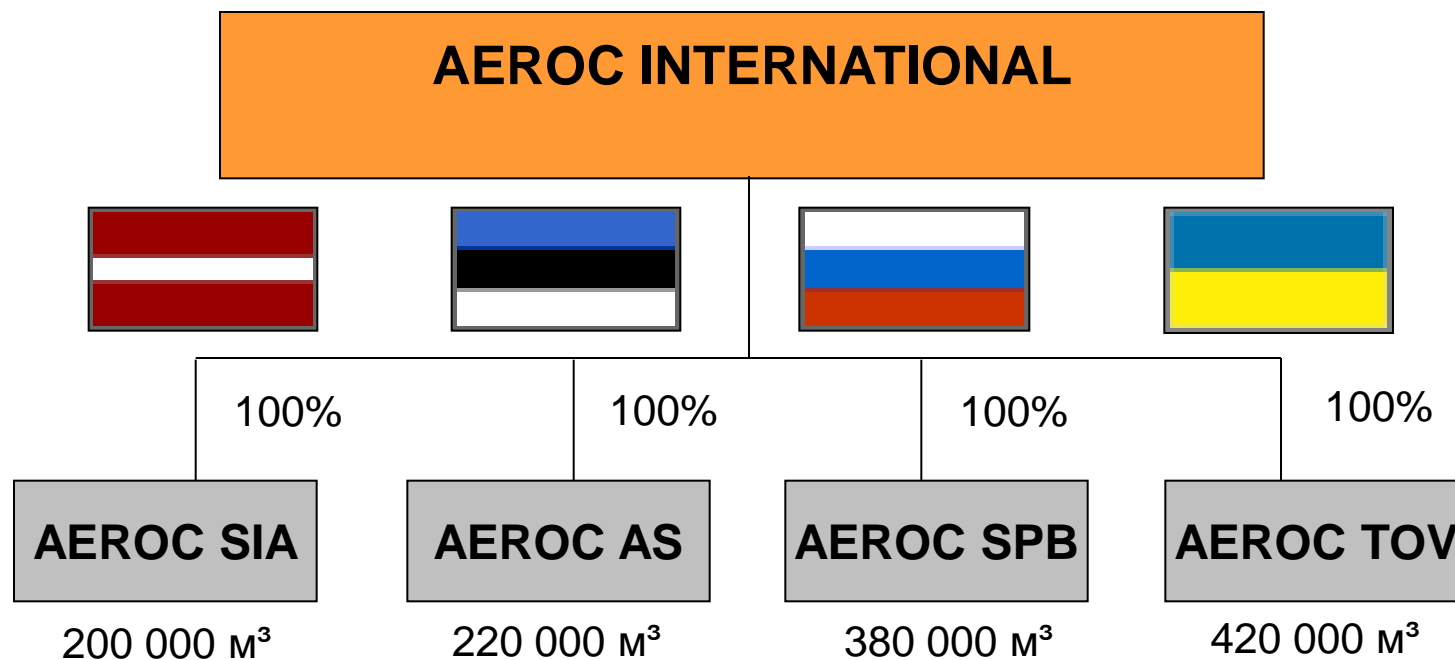 AEROC INTERNATIONAL
100%
100%
100%
100%
AEROC SIA
AEROC AS
AEROC SPB
AEROC TOV
200 000 м³
220 000 м³
380 000 м³
420 000 м³